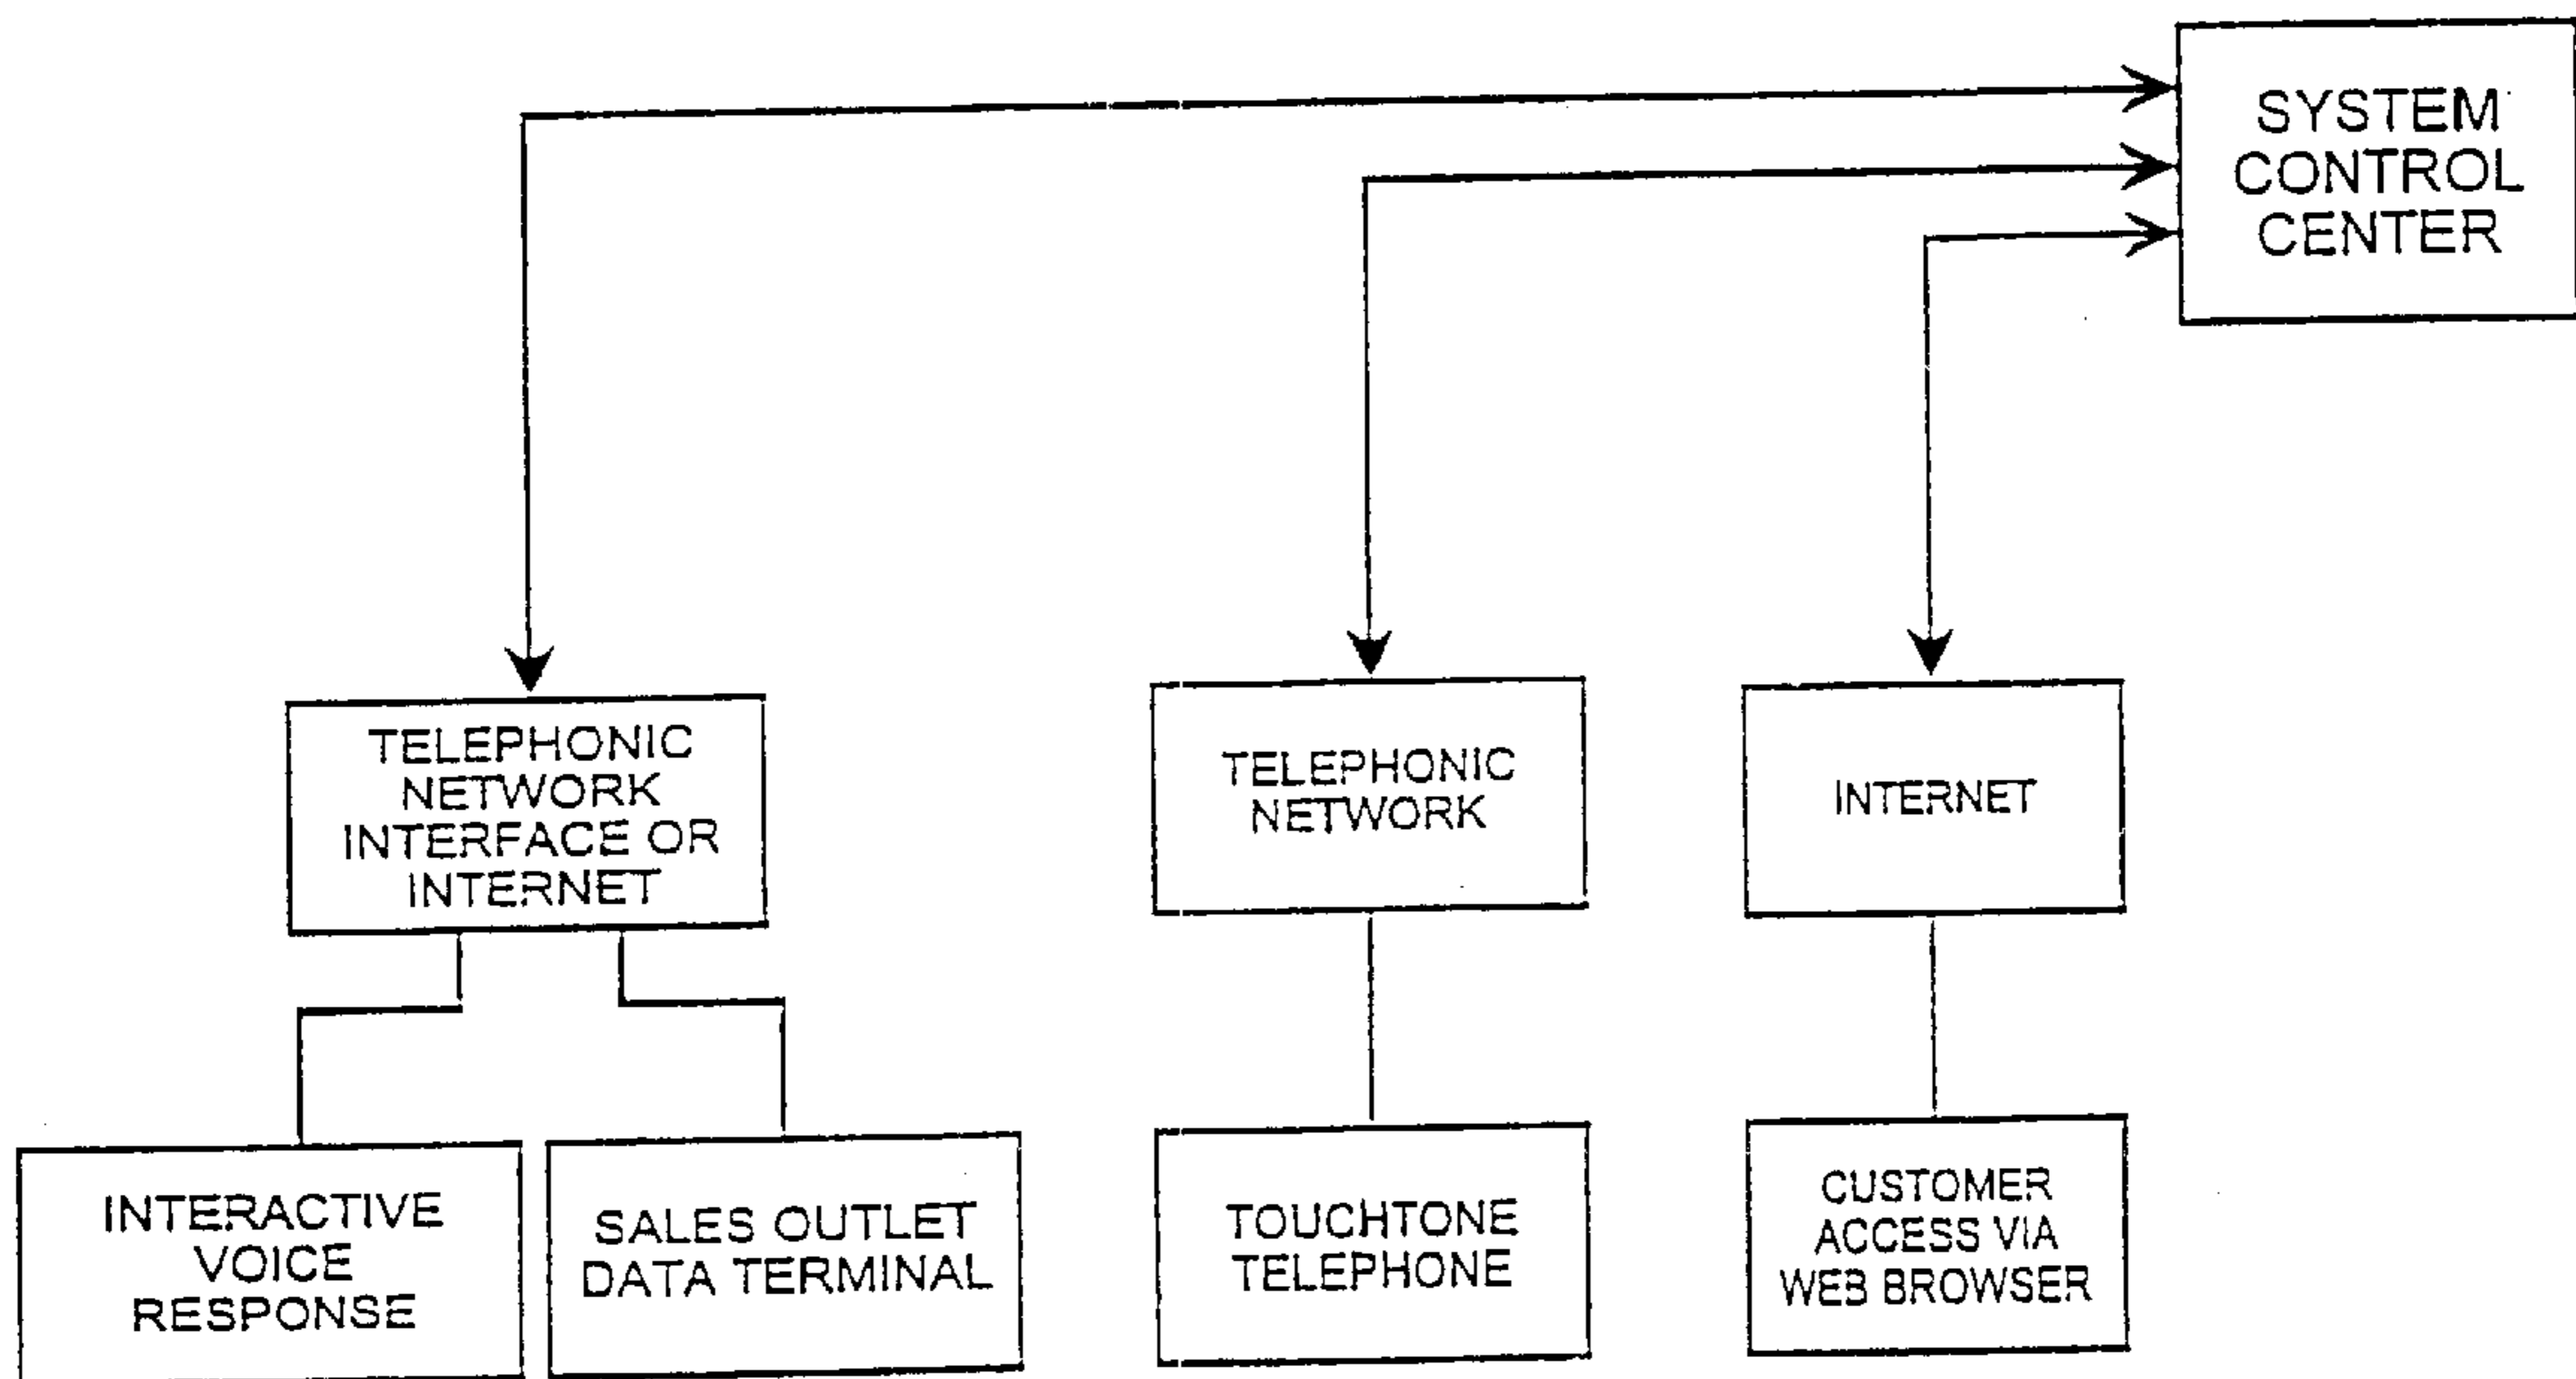 SYSTEM
CONTROL
CENTER
TELEPHONIC
NETWORK
INTERFACE OR
INTERNET
TELEPHONIC
NETWORK
INTERNET
INTERACTIVE
VOICE
RESPONSE
SALES OUTLET
DATA TERMINAL
TOUCHTONE
TELEPHONE
CUSTOMER
ACCESS VIA
WEB BROWSER